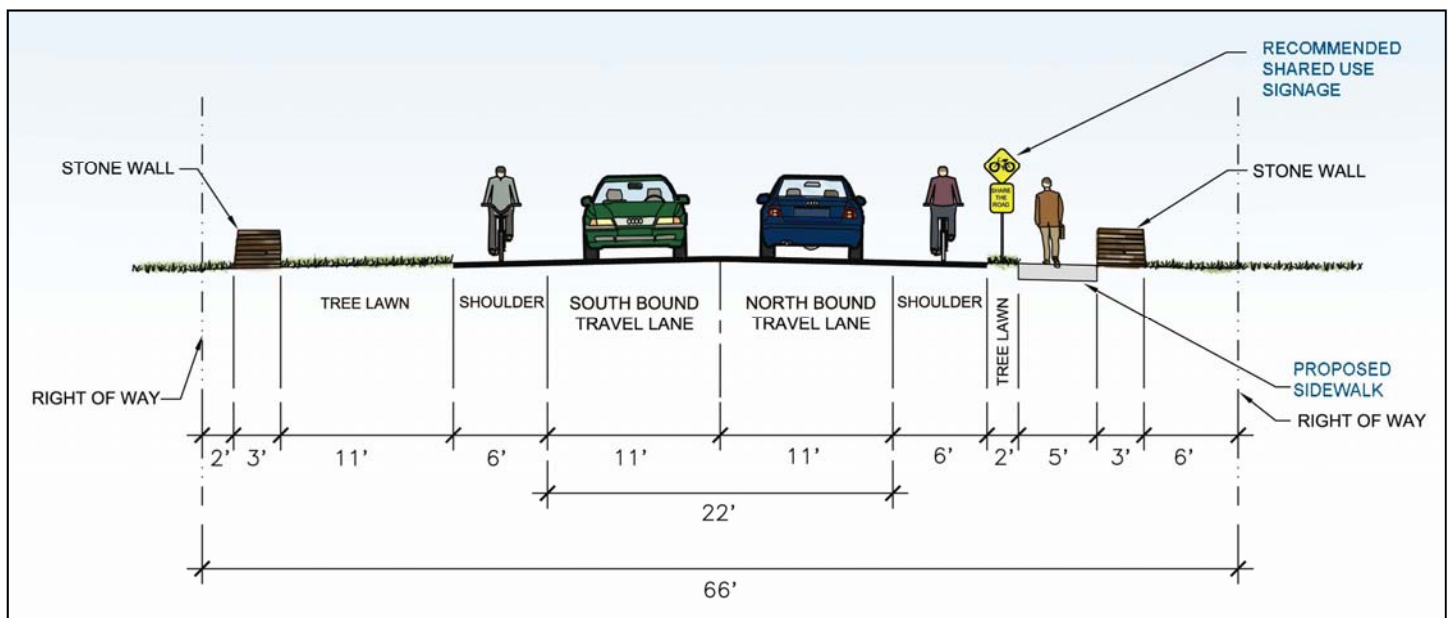 RECOMMENDED
SHARED USE
SIGNAGE
STONE WALL
STONE WALL
SHARE
THE
ROAD
TREE LAWN
SHOULDER
SOUTH BOUND
TRAVEL LANE
NORTH BOUND
TRAVEL LANE
SHOULDER
TREE LAWN
PROPOSED
SIDEWALK
RIGHT OF WAY
RIGHT OF WAY
2' 3' 11' 6' 11' 11' 6' 2' 5' 3' 6'
22'
66'